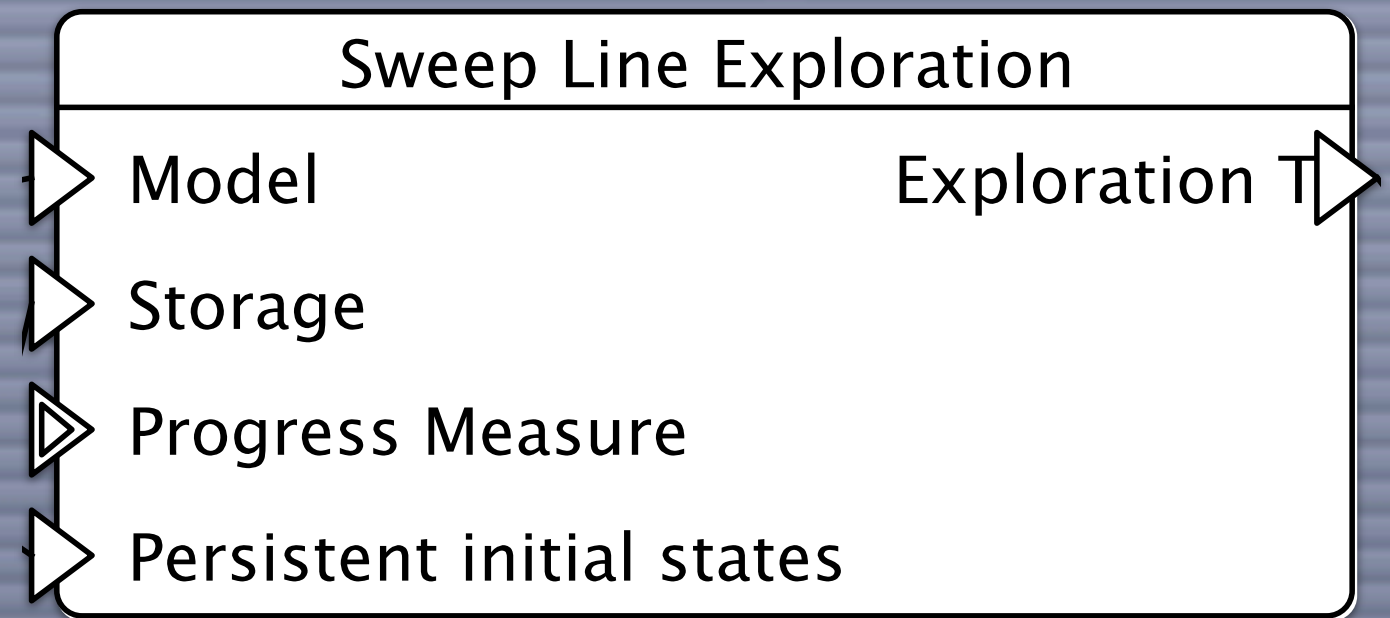 Sweep Line Exploration
Model
Exploration T
Storage
Progress Measure
Persistent initial states